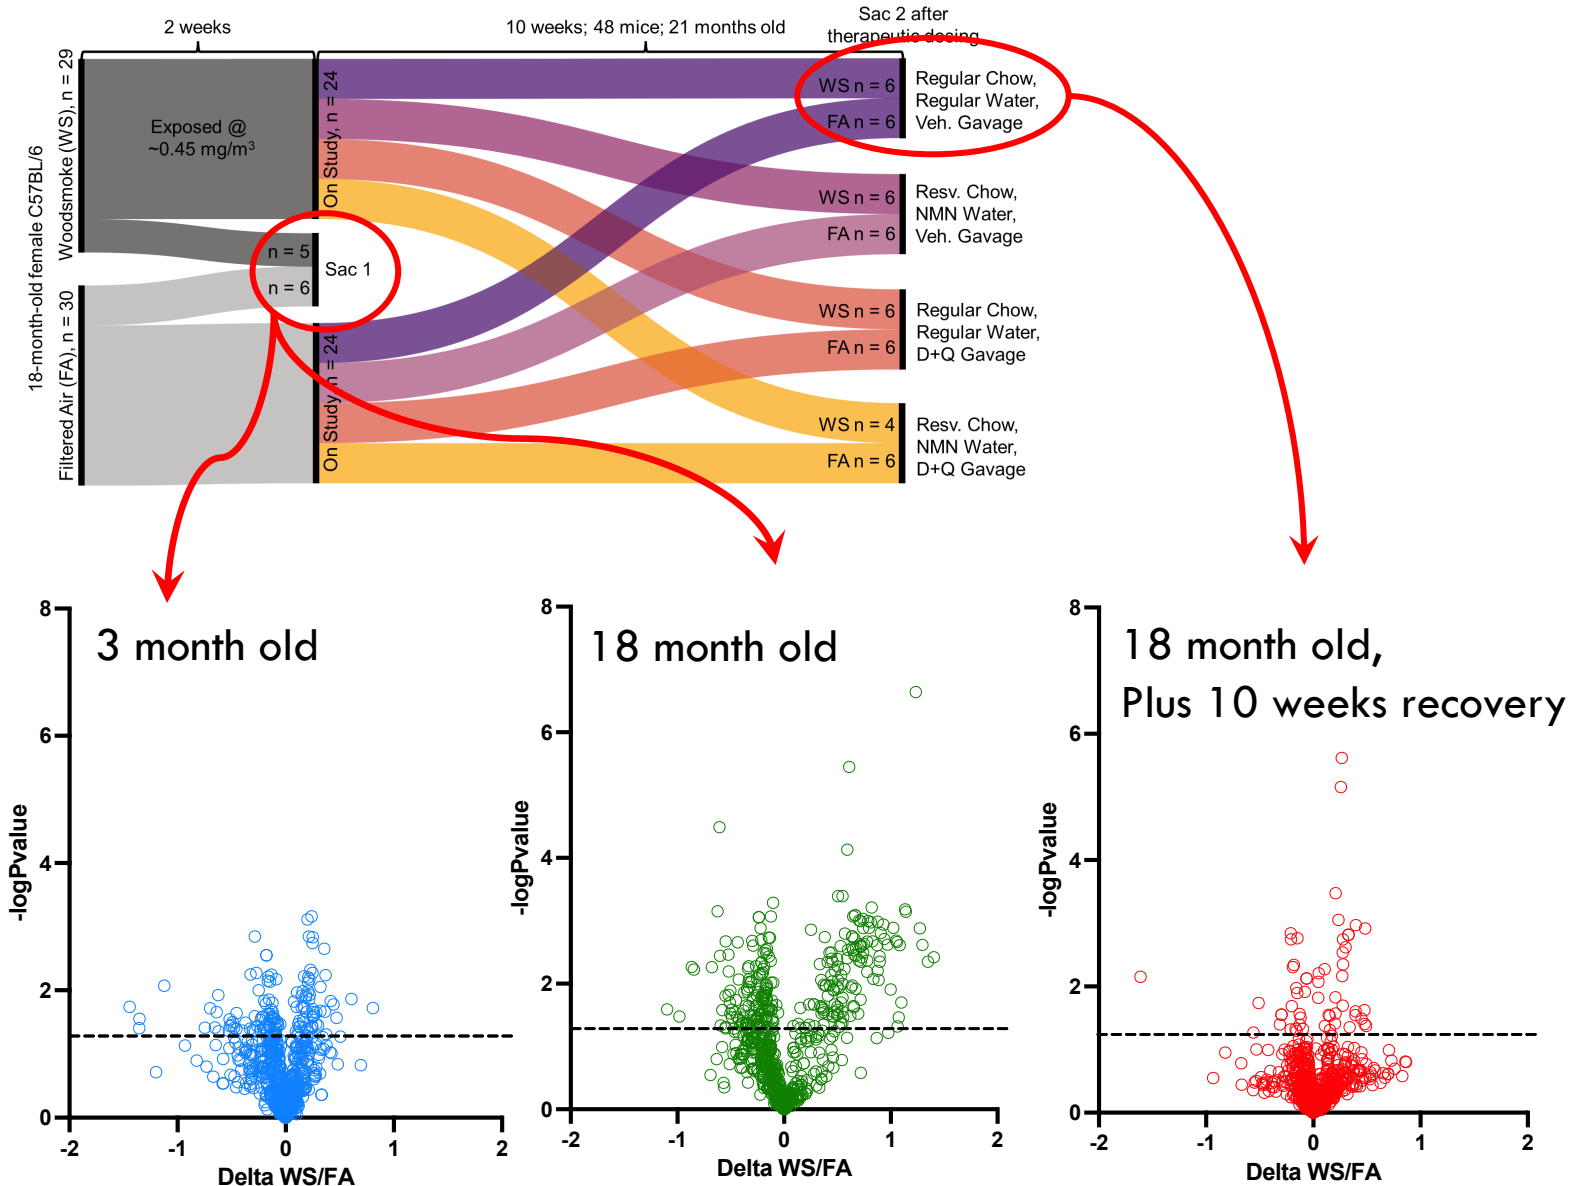 2 weeks
10 weeks; 48 mice; 21 months old
Sac 2 after
therapeutic dosing
18-month-old female C57BL/6
Woodsmoke (WS), n = 29
Filtered Air (FA), n = 30
Exposed @
~0.45 mg/m³
On Study, n = 24
n = 5
n = 6
Sac 1
On Study, n = 24
WS n = 6
FA n = 6
Regular Chow,
Regular Water,
Veh. Gavage
WS n = 6
FA n = 6
Resv. Chow,
NMN Water,
Veh. Gavage
WS n = 6
FA n = 6
Regular Chow,
Regular Water,
D+Q Gavage
WS n = 4
FA n = 6
Resv. Chow,
NMN Water,
D+Q Gavage
3 month old
8
6
4
2
0
-logPvalue
-2 -1 0 1 2
Delta WS/FA
18 month old
8
6
4
2
0
-logPvalue
-2 -1 0 1 2
Delta WS/FA
18 month old,
Plus 10 weeks recovery
8
6
4
2
0
-logPvalue
-2 -1 0 1 2
Delta WS/FA